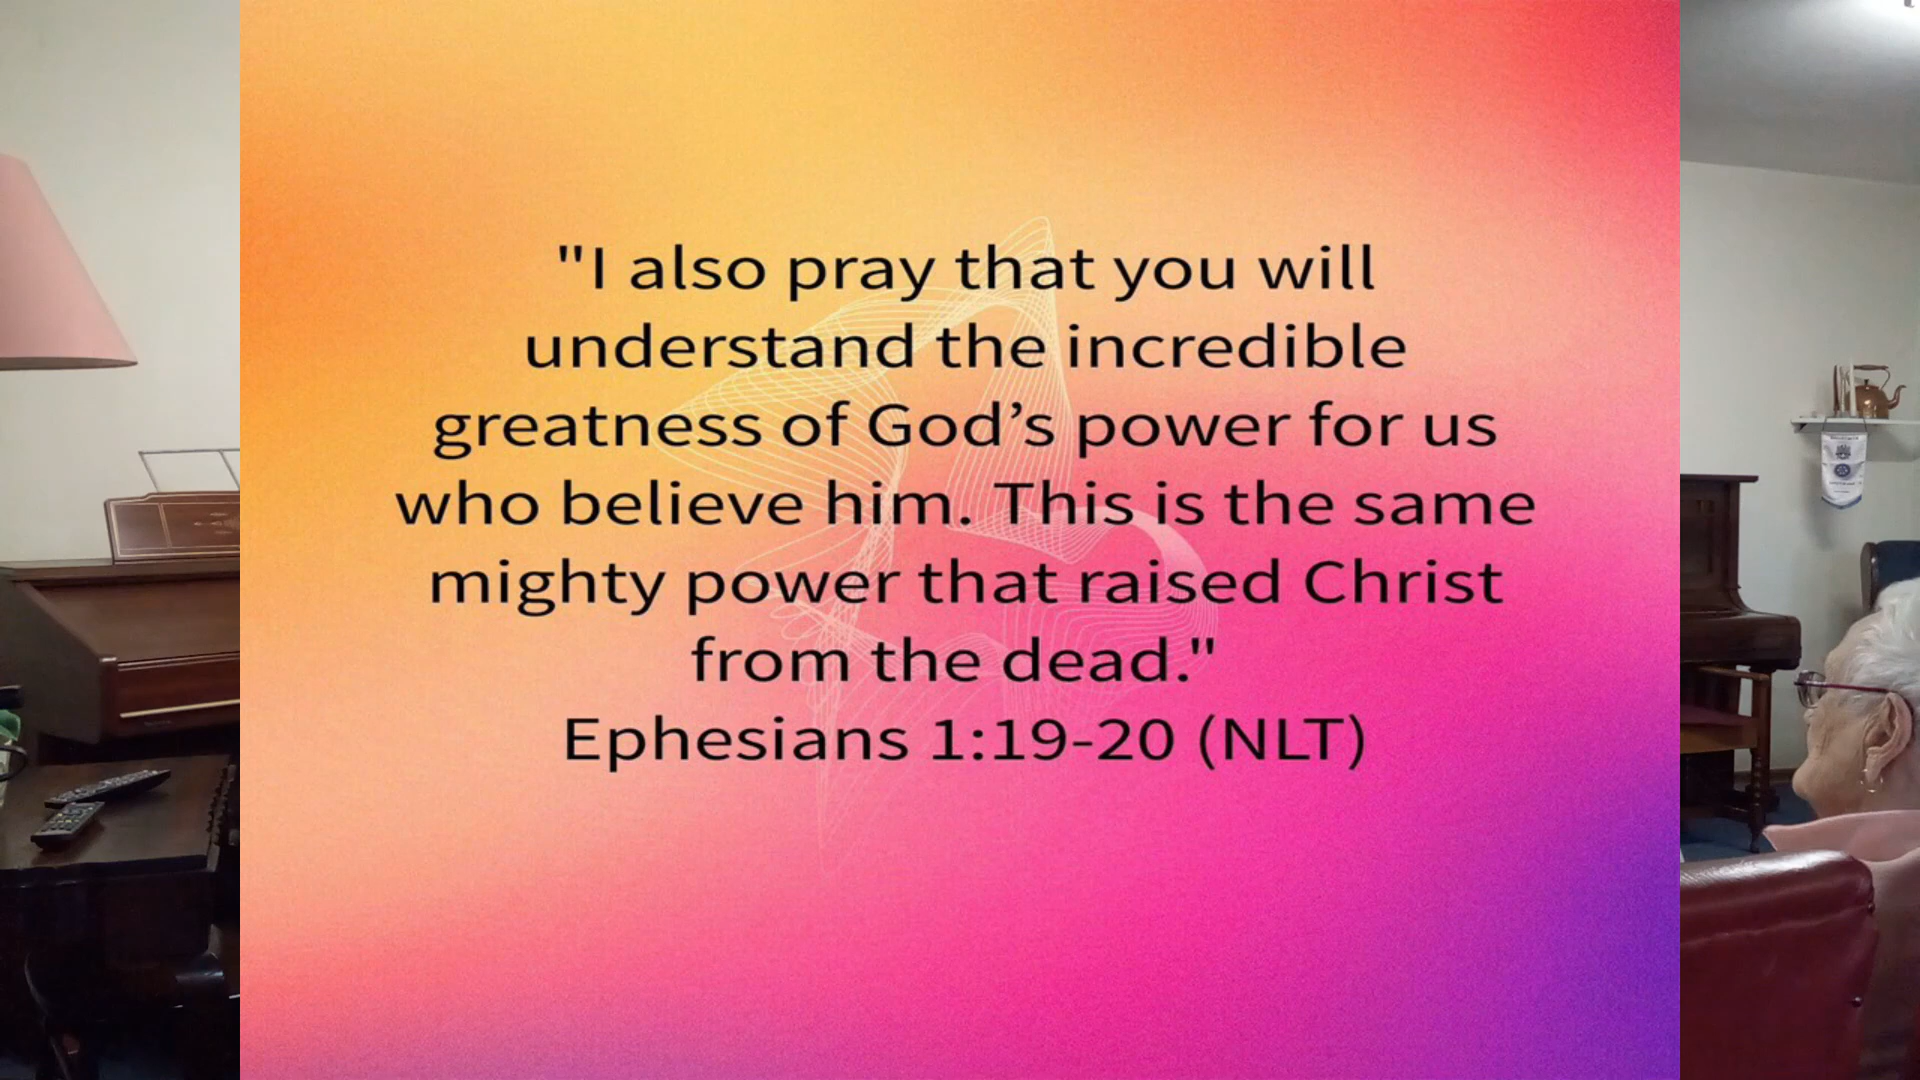 "I also pray that you will
understand the incredible
greatness of God’s power for us
who believe him. This is the same
mighty power that raised Christ
from the dead."
Ephesians 1:19-20 (NLT)